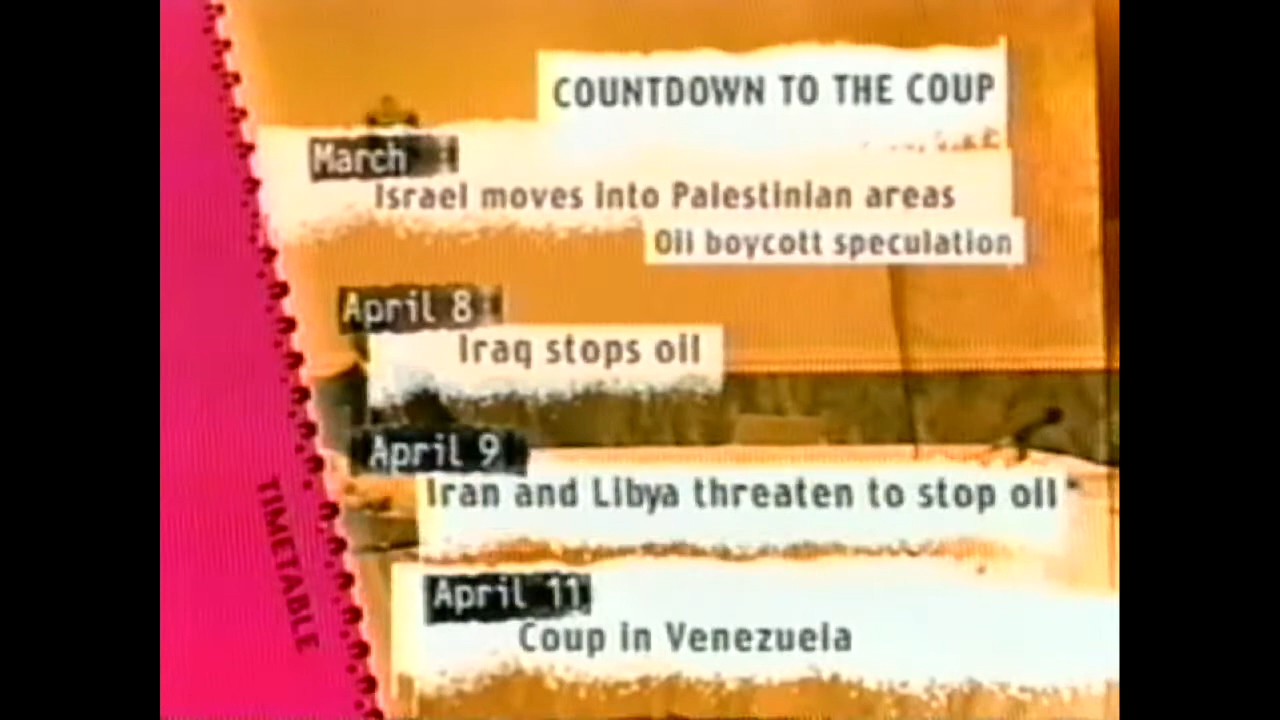 COUNTDOWN TO THE COUP
March
Israel moves into Palestinian areas
Oil boycott speculation
April 8
Iraq stops oil
April 9
Iran and Libya threaten to stop oil
April 11
Coup in Venezuela
TIMETABLE